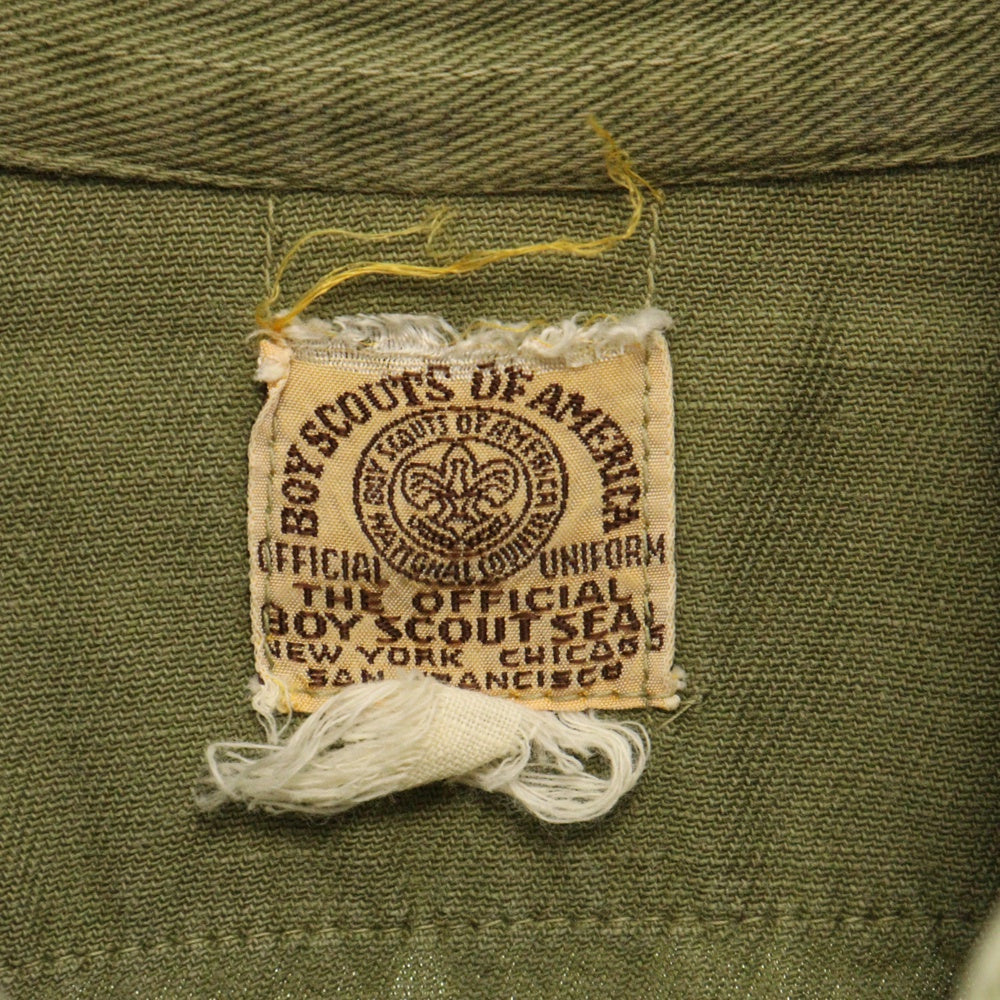 BOY SCOUTS OF AMERICA
BOY SCOUTS OF AMERICA
NATIONAL COUNCIL
OFFICIAL UNIFORM
THE OFFICIAL
BOY SCOUT SEAL
NEW YORK CHICAGO
SAN FRANCISCO